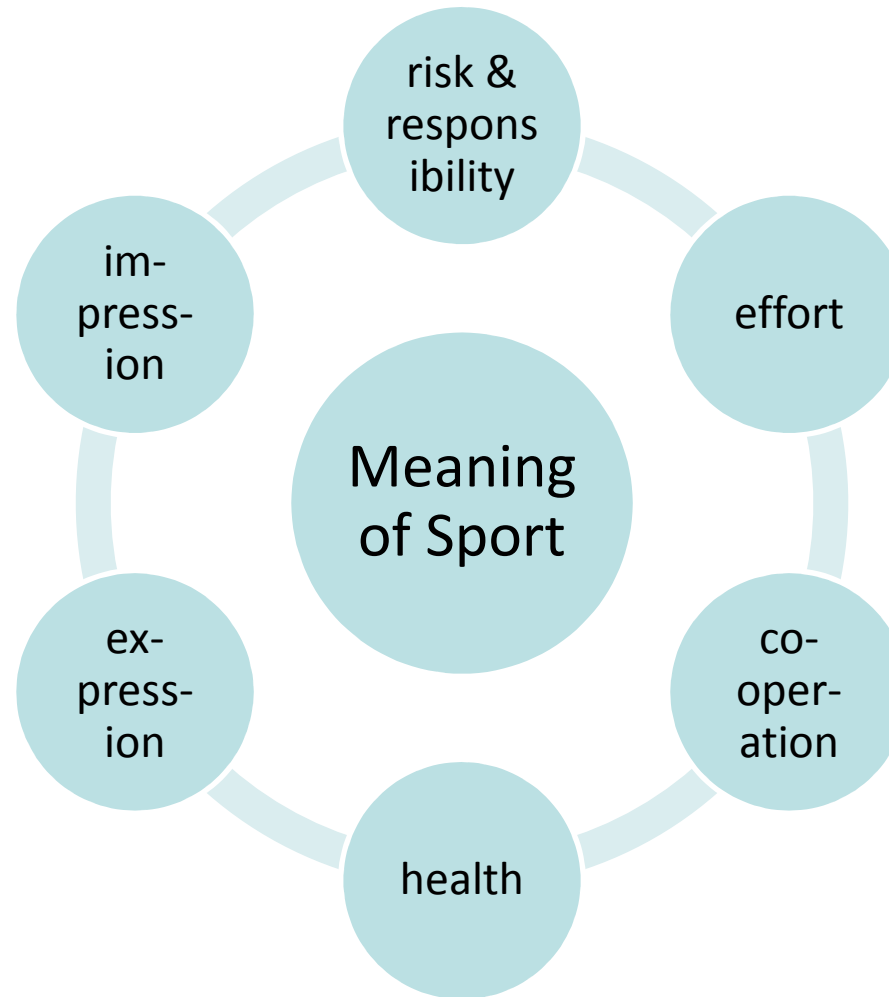 risk &
respons
ibility
im-
press-
ion
effort
Meaning
of Sport
ex-
press-
ion
co-
oper-
ation
health